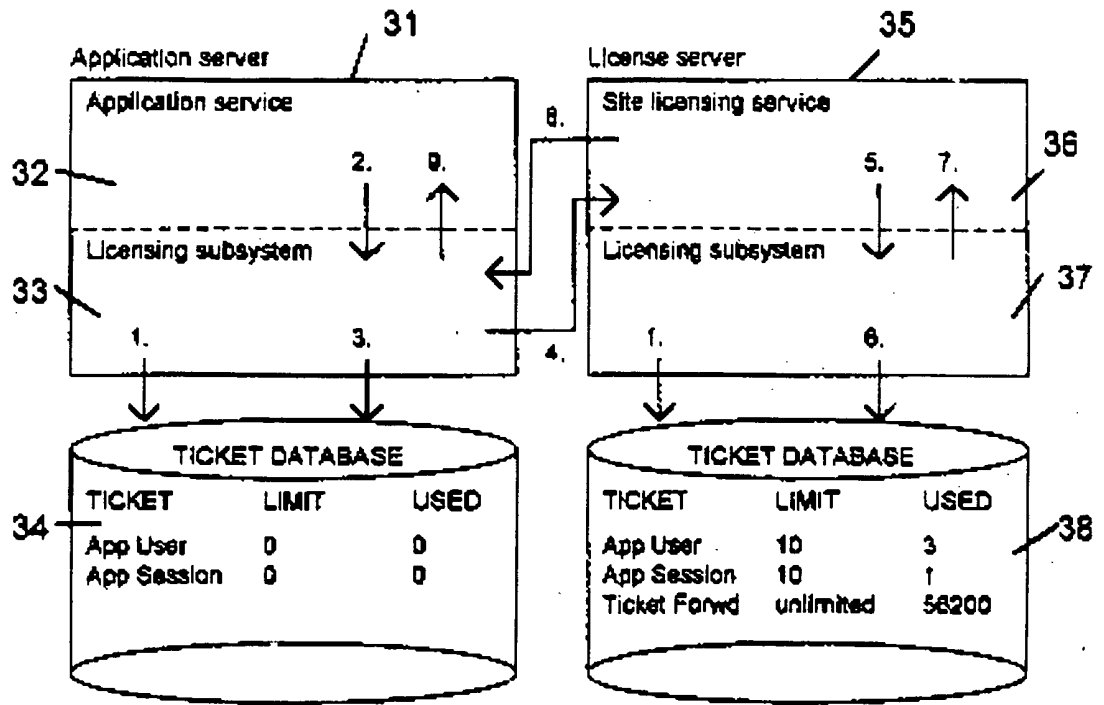 31
35
Application server
License server
Application service
Site licensing service
8.
2.
9.
5.
7.
32
36
Licensing subsystem
Licensing subsystem
33
37
1.
3.
4.
1.
6.
TICKET DATABASE
TICKET DATABASE
TICKET LIMIT USED
TICKET LIMIT USED
34
38
App User 0 0
App User 10 3
App Session 0 0
App Session 10 1
Ticket Forwd unlimited 56200